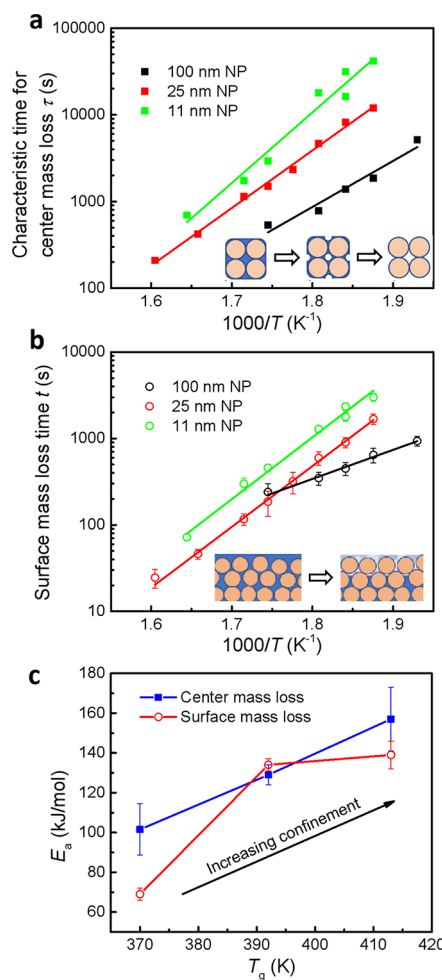 a
Characteristic time for
center mass loss τ (s)
100000
10000
1000
100
100 nm NP
25 nm NP
11 nm NP
1.6 1.7 1.8 1.9
1000/T (K⁻¹)
b
Surface mass loss time t (s)
10000
1000
100
10
100 nm NP
25 nm NP
11 nm NP
1.6 1.7 1.8 1.9
1000/T (K⁻¹)
c
Eₐ (kJ/mol)
180
160
140
120
100
80
60
Center mass loss
Surface mass loss
Increasing confinement
370 380 390 400 410 420
T_g (K)